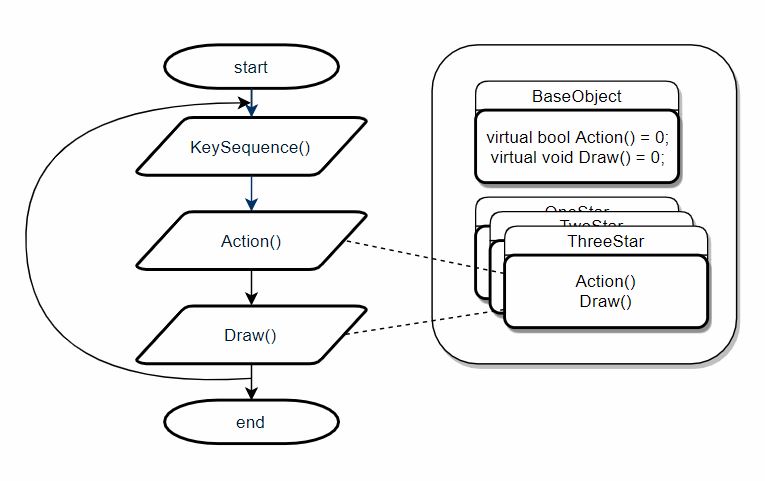 start
KeySequence()
Action()
Draw()
end
BaseObject
virtual bool Action() = 0;
virtual void Draw() = 0;
OneStar
TwoStar
ThreeStar
Action()
Draw()